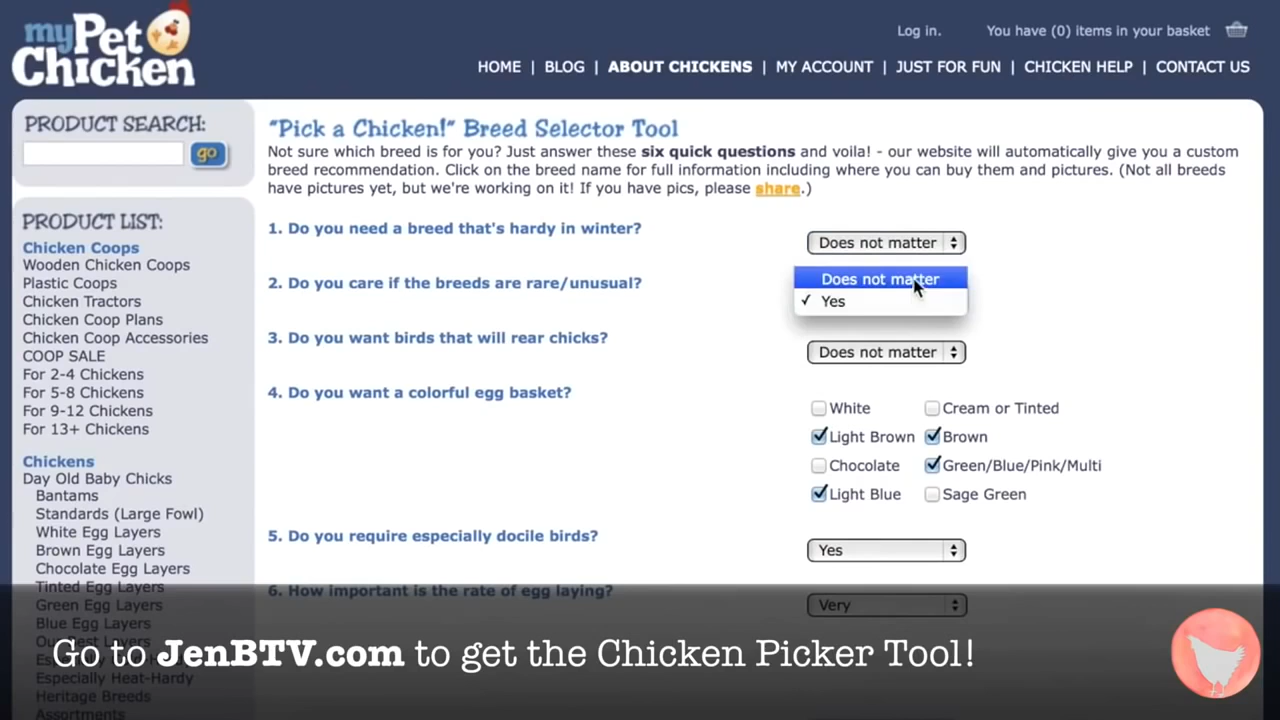 my Pet Chicken
Log in.
You have (0) items in your basket
HOME | BLOG | ABOUT CHICKENS | MY ACCOUNT | JUST FOR FUN | CHICKEN HELP | CONTACT US
PRODUCT SEARCH:
go
PRODUCT LIST:
Chicken Coops
Wooden Chicken Coops
Plastic Coops
Chicken Tractors
Chicken Coop Plans
Chicken Coop Accessories
COOP SALE
For 2-4 Chickens
For 5-8 Chickens
For 9-12 Chickens
For 13+ Chickens
Chickens
Day Old Baby Chicks
Bantams
Standards (Large Fowl)
White Egg Layers
Brown Egg Layers
Chocolate Egg Layers
Tinted Egg Layers
Green Egg Layers
Blue Egg Layers
Our Best Layers
Especially Heat-Hardy
Heritage Breeds
Assortments
"Pick a Chicken!" Breed Selector Tool
Not sure which breed is for you? Just answer these six quick questions and voila! - our website will automatically give you a custom
breed recommendation. Click on the breed name for full information including where you can buy them and pictures. (Not all breeds
have pictures yet, but we're working on it! If you have pics, please share.)
1. Do you need a breed that's hardy in winter?
Does not matter
2. Do you care if the breeds are rare/unusual?
Does not matter
✓ Yes
3. Do you want birds that will rear chicks?
Does not matter
4. Do you want a colorful egg basket?
White Cream or Tinted
Light Brown Brown
Chocolate Green/Blue/Pink/Multi
Light Blue Sage Green
5. Do you require especially docile birds?
Yes
6. How important is the rate of egg laying?
Very
Go to JenBTV.com to get the Chicken Picker Tool!